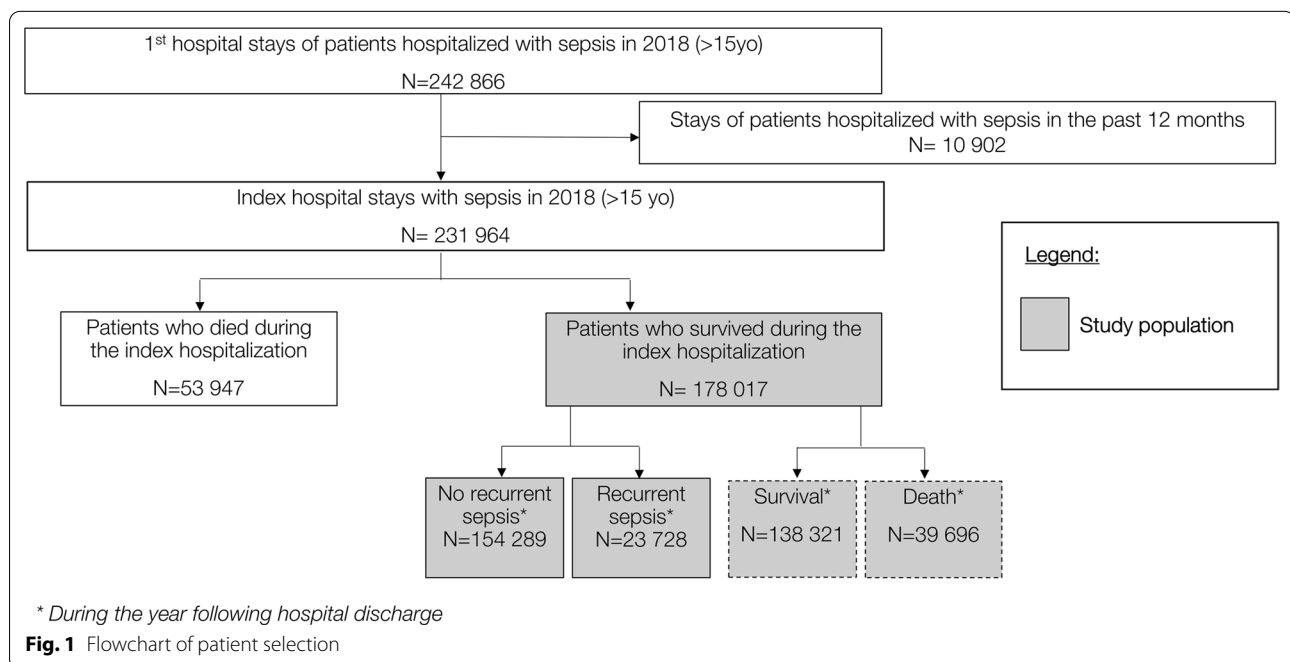 1st hospital stays of patients hospitalized with sepsis in 2018 (>15yo)
N=242 866
Stays of patients hospitalized with sepsis in the past 12 months
N= 10 902
Index hospital stays with sepsis in 2018 (>15 yo)
N= 231 964
Legend:
Study population
Patients who died during
the index hospitalization
N=53 947
Patients who survived during the
index hospitalization
N= 178 017
No recurrent
sepsis*
N=154 289
Recurrent
sepsis*
N=23 728
Survival*
N=138 321
Death*
N=39 696
* During the year following hospital discharge
Fig. 1 Flowchart of patient selection